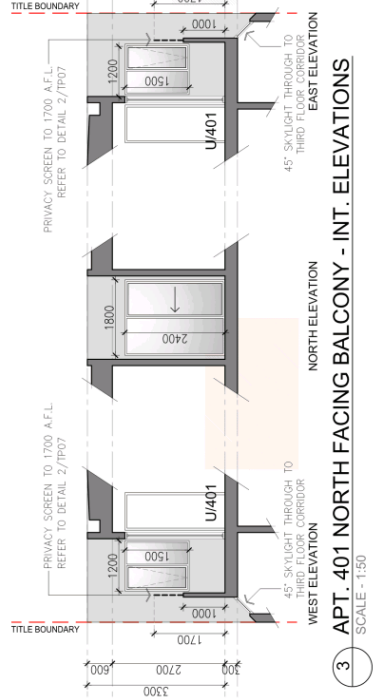 TITLE BOUNDARY
TITLE BOUNDARY
PRIVACY SCREEN TO 1700 A.F.L.
REFER TO DETAIL 2/TP07
PRIVACY SCREEN TO 1700 A.F.L.
REFER TO DETAIL 2/TP07
3300
600
2700
300
1700
1000
1200
1500
U/401
1800
2400
U/401
1200
1500
1000
1700
45° SKYLIGHT THROUGH TO
THIRD FLOOR CORRIDOR
WEST ELEVATION
NORTH ELEVATION
45° SKYLIGHT THROUGH TO
THIRD FLOOR CORRIDOR
EAST ELEVATION
3
APT. 401 NORTH FACING BALCONY - INT. ELEVATIONS
SCALE - 1:50